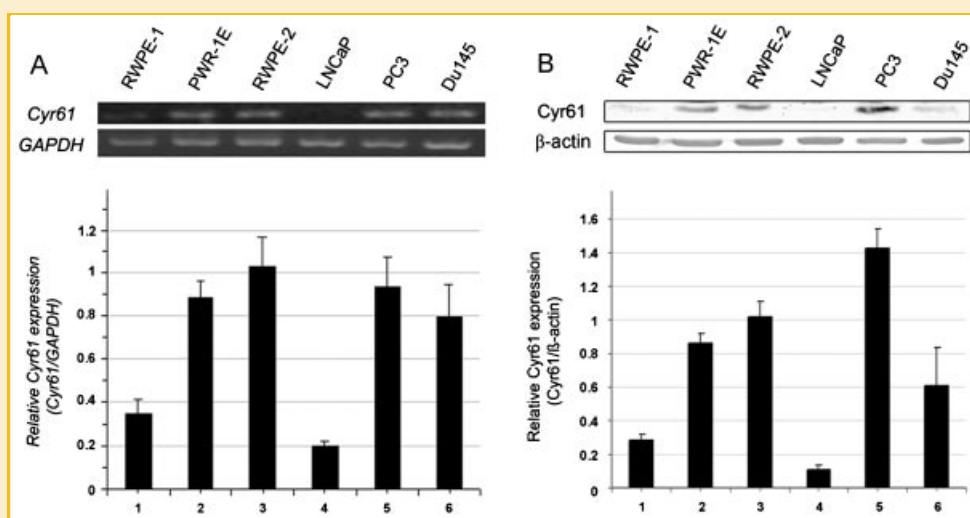 A
RWPE-1
PWR-1E
RWPE-2
LNCaP
PC3
Du145
Cyr61
GAPDH
Relative Cyr61 expression
(Cyr61/GAPDH)
1.2
1
0.8
0.6
0.4
0.2
0
1 2 3 4 5 6
B
RWPE-1
PWR-1E
RWPE-2
LNCaP
PC3
Du145
Cyr61
β-actin
Relative Cyr61 expression
(Cyr61/ß-actin)
1.6
1.4
1.2
1
0.8
0.6
0.4
0.2
0
1 2 3 4 5 6